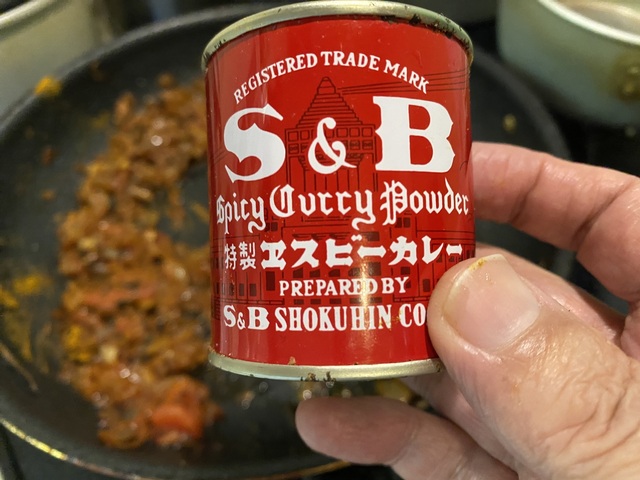 REGISTERED TRADE MARK
S & B
Spicy Curry Powder
特製 エスビーカレー
PREPARED BY
S&B SHOKUHIN CO